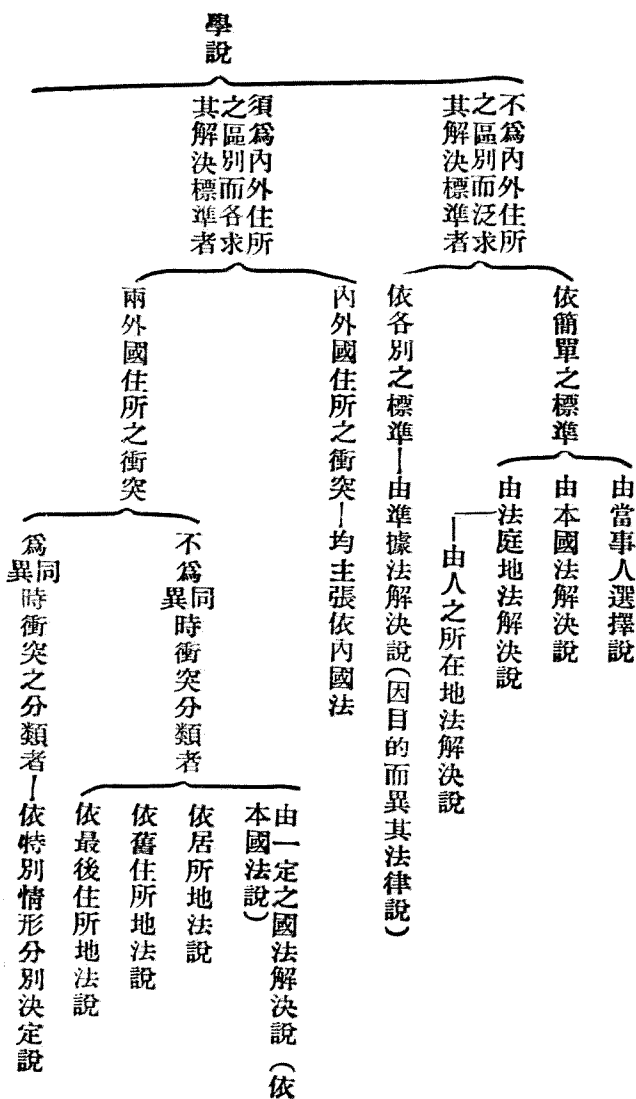 學說
不爲內外住所
之區別而泛求
其解決標準者
依簡單之標準
由當事人選擇說
由本國法解決說
由法庭地法解決說
—由人之所在地法解決說
依各別之標準—由準據法解決說(因目的而異其法律說)
須爲內外住所
之區別而各求
其解決標準者
內外國住所之衝突—均主張依內國法
兩外國住所之衝突
不爲同異時衝突分類者
由一定之國法解決說(依
本國法說)
依居所地法說
依舊住所地法說
依最後住所地法說
爲同異時衝突之分類者—依特別情形分別決定說